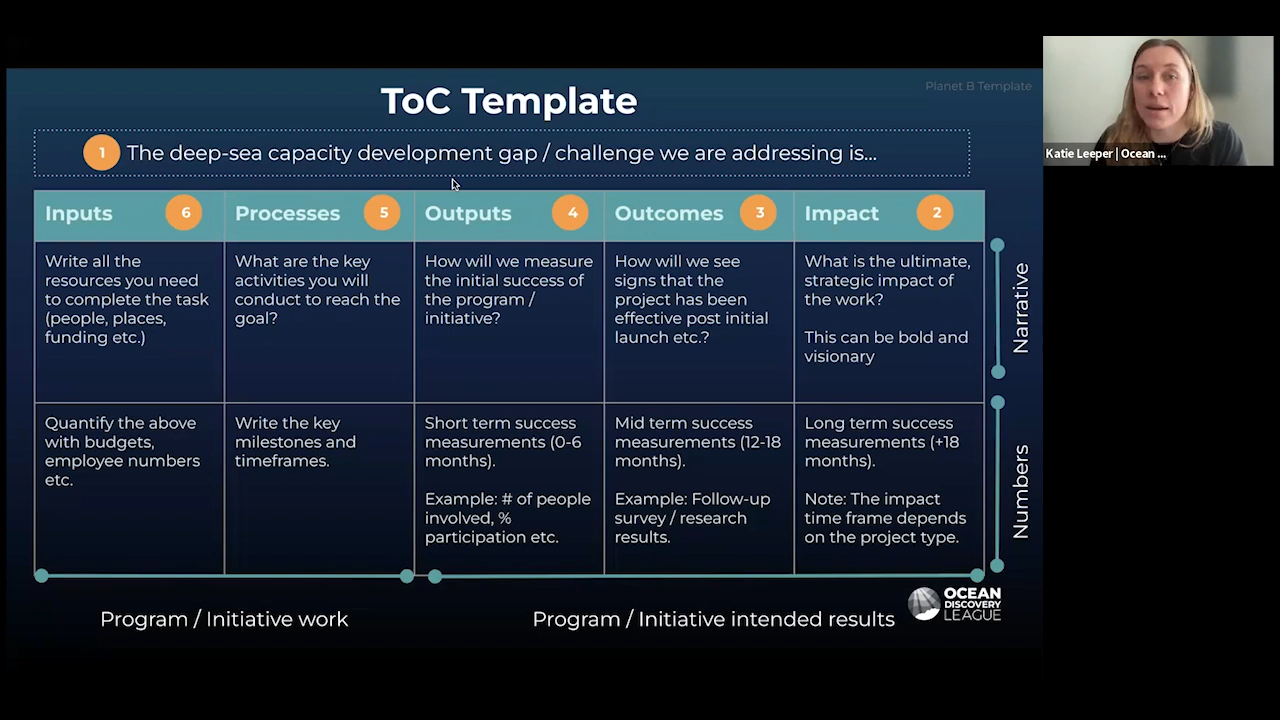 Planet B Template
ToC Template
1 The deep-sea capacity development gap / challenge we are addressing is...
Inputs 6
Processes 5
Outputs 4
Outcomes 3
Impact 2
Write all the
resources you need
to complete the task
(people, places,
funding etc.)
What are the key
activities you will
conduct to reach the
goal?
How will we measure
the initial success of
the program /
initiative?
How will we see
signs that the
project has been
effective post initial
launch etc.?
What is the ultimate,
strategic impact of
the work?
This can be bold and
visionary
Narrative
Quantify the above
with budgets,
employee numbers
etc.
Write the key
milestones and
timeframes.
Short term success
measurements (0-6
months).
Example: # of people
involved, %
participation etc.
Mid term success
measurements (12-18
months).
Example: Follow-up
survey / research
results.
Long term success
measurements (+18
months).
Note: The impact
time frame depends
on the project type.
Numbers
Program / Initiative work
Program / Initiative intended results
OCEAN
DISCOVERY
LEAGUE
Katie Leeper | Ocean ...